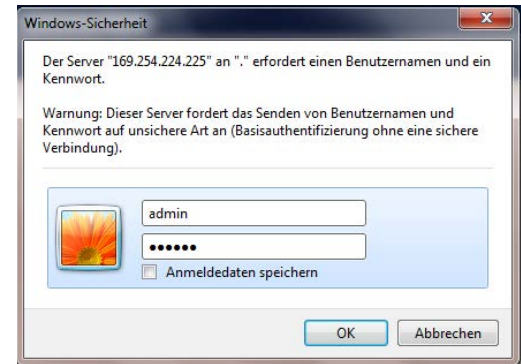 Windows-Sicherheit
Der Server "169.254.224.225" an "." erfordert einen Benutzernamen und ein
Kennwort.
Warnung: Dieser Server fordert das Senden von Benutzernamen und
Kennwort auf unsichere Art an (Basisauthentifizierung ohne eine sichere
Verbindung).
admin
••••••
Anmeldedaten speichern
OK
Abbrechen